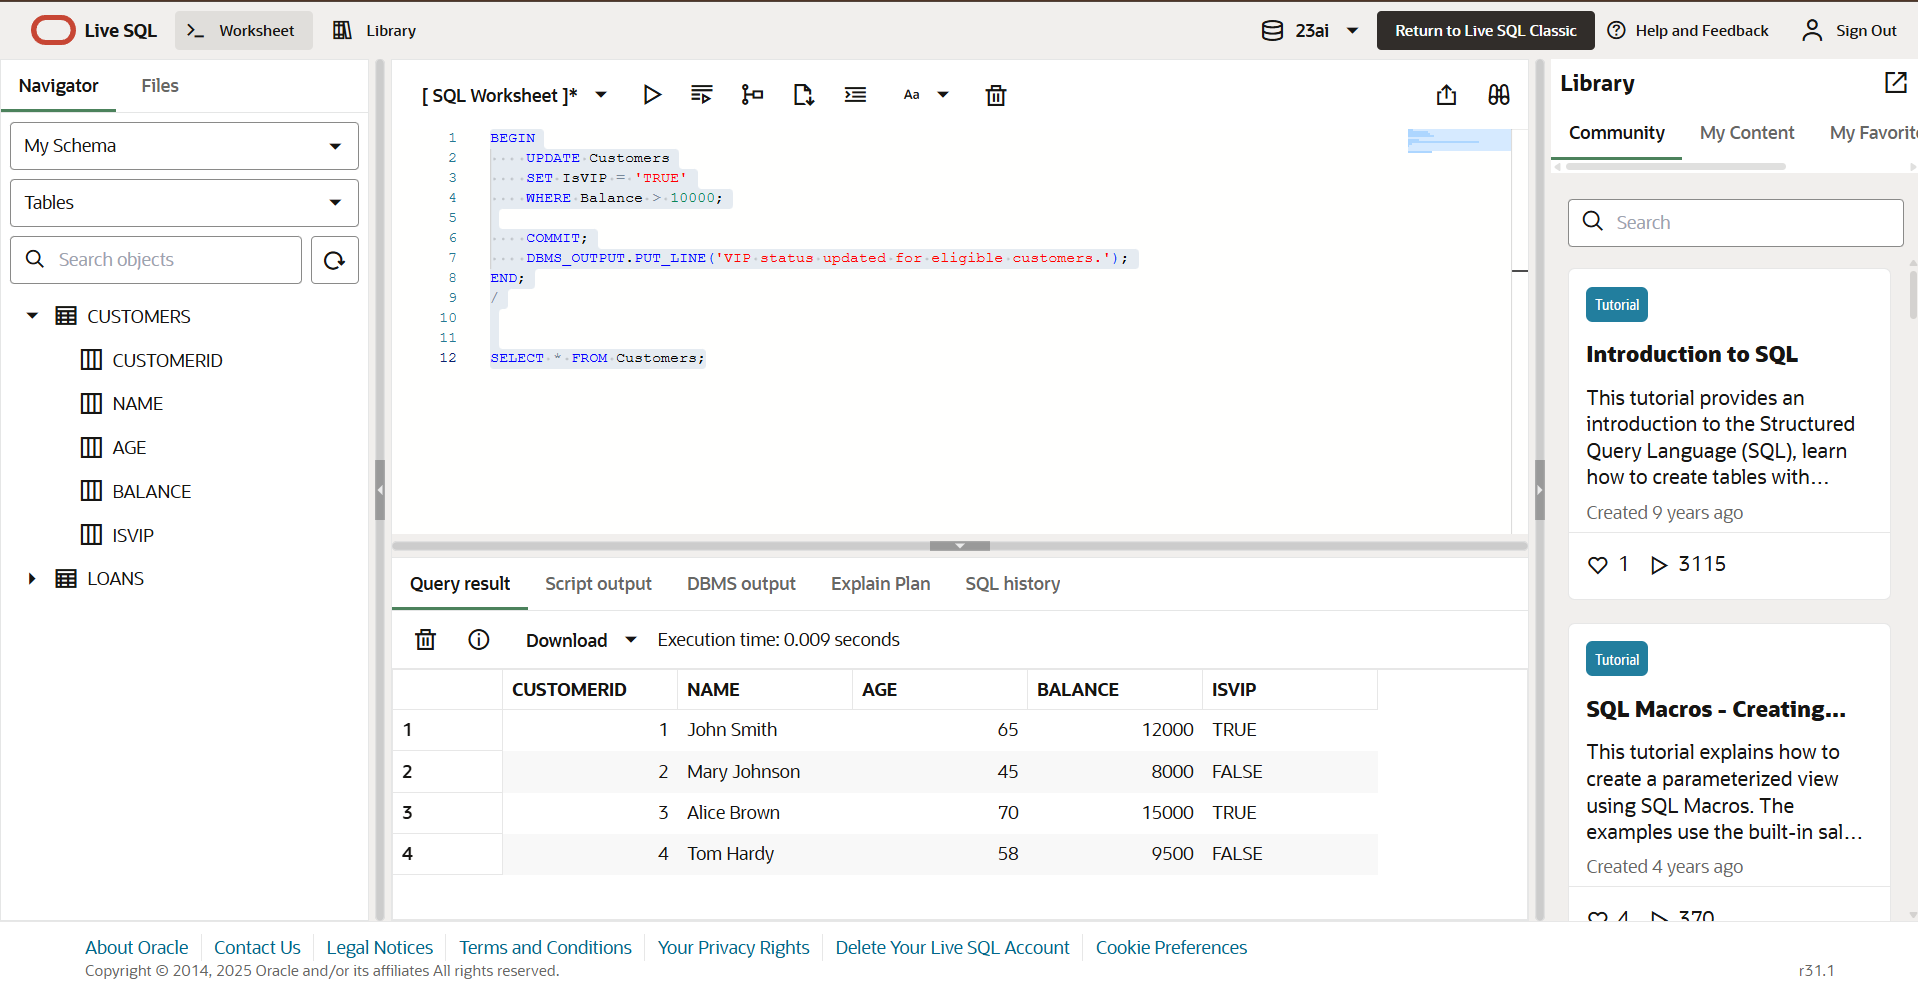 Live SQL
Worksheet
Library
23ai
Return to Live SQL Classic
Help and Feedback
Sign Out
Navigator
Files
My Schema
Tables
Search objects
CUSTOMERS
CUSTOMERID
NAME
AGE
BALANCE
ISVIP
LOANS
[ SQL Worksheet ]*
Aa
1 BEGIN
2 UPDATE Customers
3 SET IsVIP = 'TRUE'
4 WHERE Balance > 10000;
5
6 COMMIT;
7 DBMS_OUTPUT.PUT_LINE('VIP status updated for eligible customers.');
8 END;
9 /
10
11
12 SELECT * FROM Customers;
Query result
Script output
DBMS output
Explain Plan
SQL history
Download
Execution time: 0.009 seconds
CUSTOMERID NAME AGE BALANCE ISVIP
1 1 John Smith 65 12000 TRUE
2 2 Mary Johnson 45 8000 FALSE
3 3 Alice Brown 70 15000 TRUE
4 4 Tom Hardy 58 9500 FALSE
Library
Community
My Content
My Favorit
Search
Tutorial
Introduction to SQL
This tutorial provides an
introduction to the Structured
Query Language (SQL), learn
how to create tables with...
Created 9 years ago
1 3115
Tutorial
SQL Macros - Creating...
This tutorial explains how to
create a parameterized view
using SQL Macros. The
examples use the built-in sal...
Created 4 years ago
4 370
About Oracle
Contact Us
Legal Notices
Terms and Conditions
Your Privacy Rights
Delete Your Live SQL Account
Cookie Preferences
Copyright © 2014, 2025 Oracle and/or its affiliates All rights reserved.
r31.1